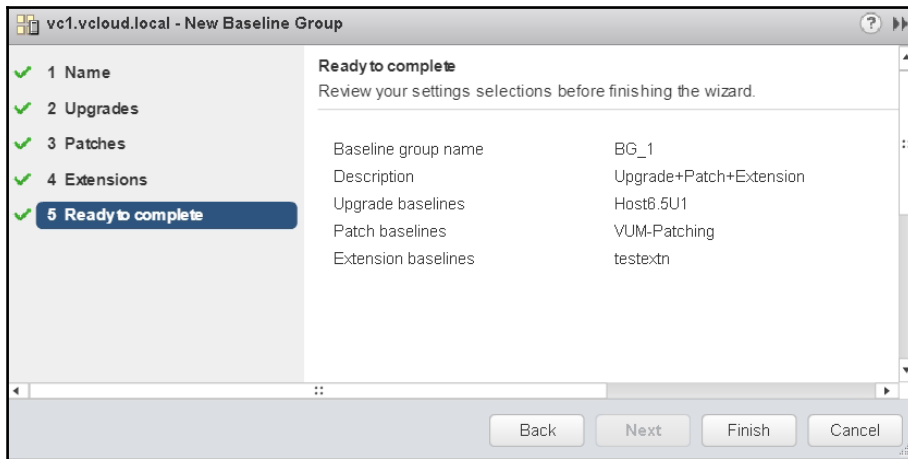 vc1.vcloud.local - New Baseline Group
1 Name
2 Upgrades
3 Patches
4 Extensions
5 Ready to complete
Ready to complete
Review your settings selections before finishing the wizard.
Baseline group name BG_1
Description Upgrade+Patch+Extension
Upgrade baselines Host6.5U1
Patch baselines VUM-Patching
Extension baselines testextn
Back Next Finish Cancel